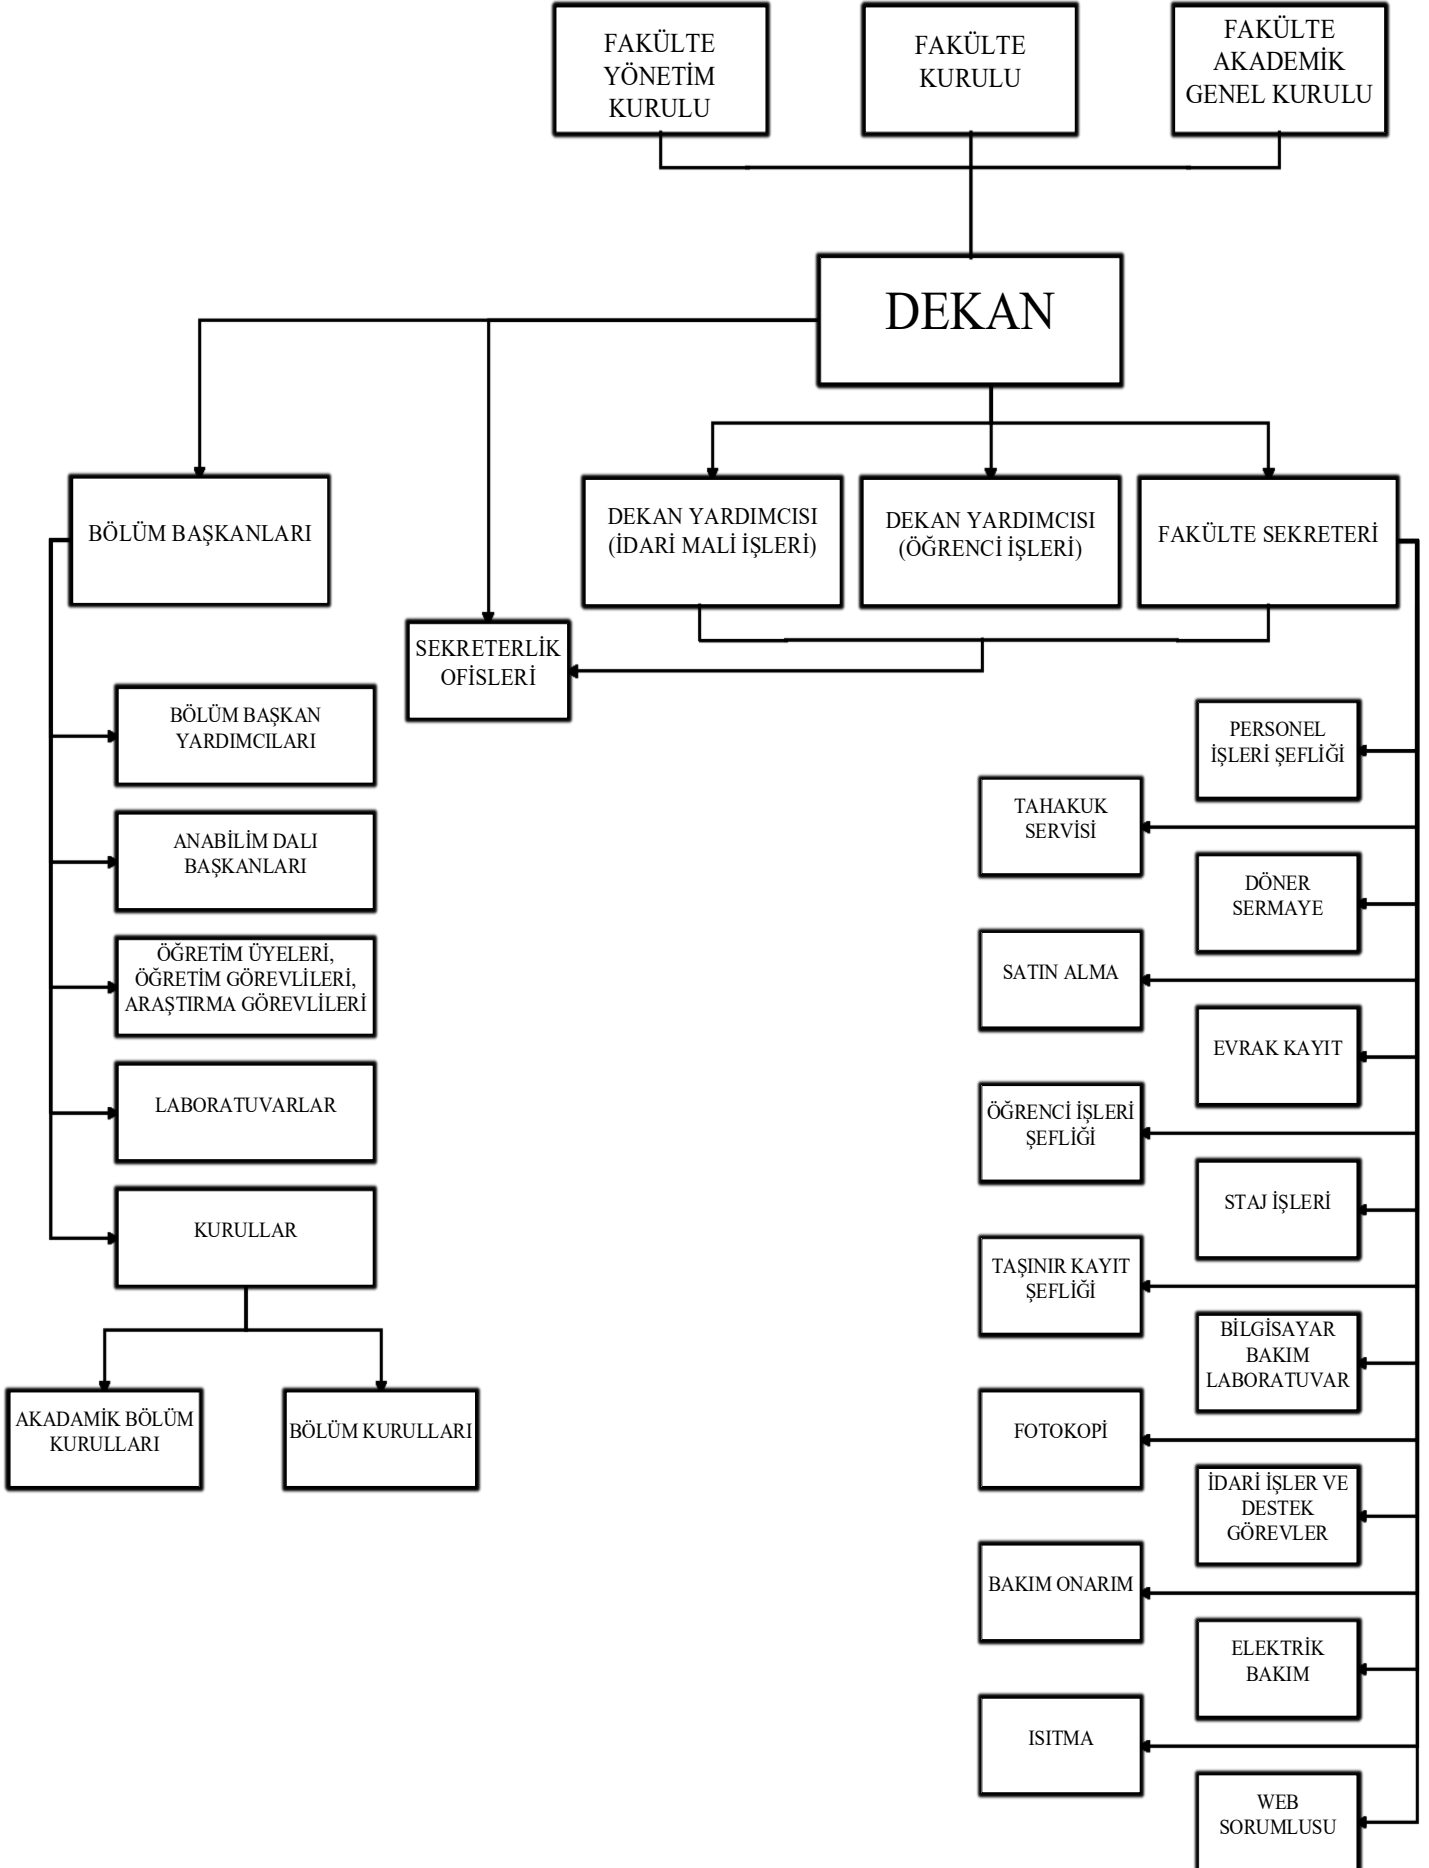 FAKÜLTE
YÖNETİM
KURULU
FAKÜLTE
KURULU
FAKÜLTE
AKADEMİK
GENEL KURULU
DEKAN
BÖLÜM BAŞKANLARI
DEKAN YARDIMCISI
(İDARİ MALİ İŞLERİ)
DEKAN YARDIMCISI
(ÖĞRENCİ İŞLERİ)
FAKÜLTE SEKRETERİ
SEKRETERLİK
OFİSLERİ
BÖLÜM BAŞKAN
YARDIMCILARI
ANABİLİM DALI
BAŞKANLARI
ÖĞRETİM ÜYELERİ,
ÖĞRETİM GÖREVLİLERİ,
ARAŞTIRMA GÖREVLİLERİ
LABORATUVARLAR
KURULLAR
AKADAMİK BÖLÜM
KURULLARI
BÖLÜM KURULLARI
PERSONEL
İŞLERİ ŞEFLİĞİ
TAHAKUK
SERVİSİ
DÖNER
SERMAYE
SATIN ALMA
EVRAK KAYIT
ÖĞRENCİ İŞLERİ
ŞEFLİĞİ
STAJ İŞLERİ
TAŞINIR KAYIT
ŞEFLİĞİ
BİLGİSAYAR
BAKIM
LABORATUVAR
FOTOKOPİ
İDARİ İŞLER VE
DESTEK
GÖREVLER
BAKIM ONARIM
ELEKTRİK
BAKIM
ISITMA
WEB
SORUMLUSU